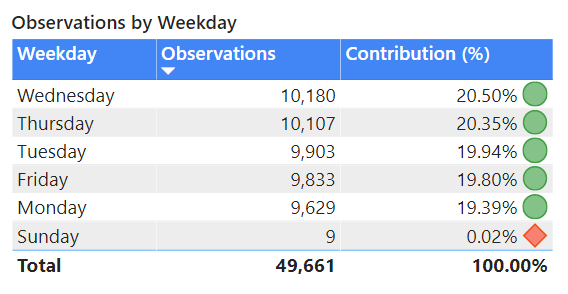 Observations by Weekday
Weekday Observations Contribution (%)
Wednesday 10,180 20.50%
Thursday 10,107 20.35%
Tuesday 9,903 19.94%
Friday 9,833 19.80%
Monday 9,629 19.39%
Sunday 9 0.02%
Total 49,661 100.00%